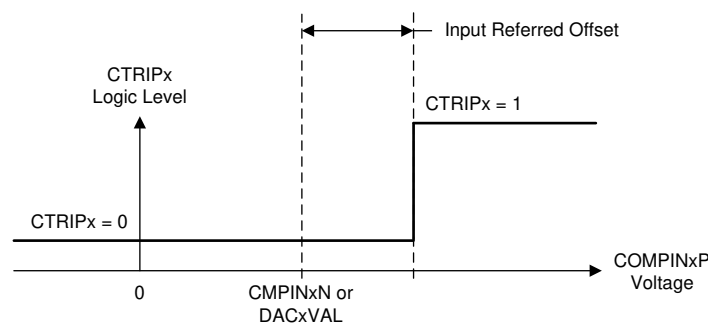 Input Referred Offset
CTRIPx
Logic Level
CTRIPx = 1
CTRIPx = 0
COMPINxP
Voltage
0
CMPINxN or
DACxVAL